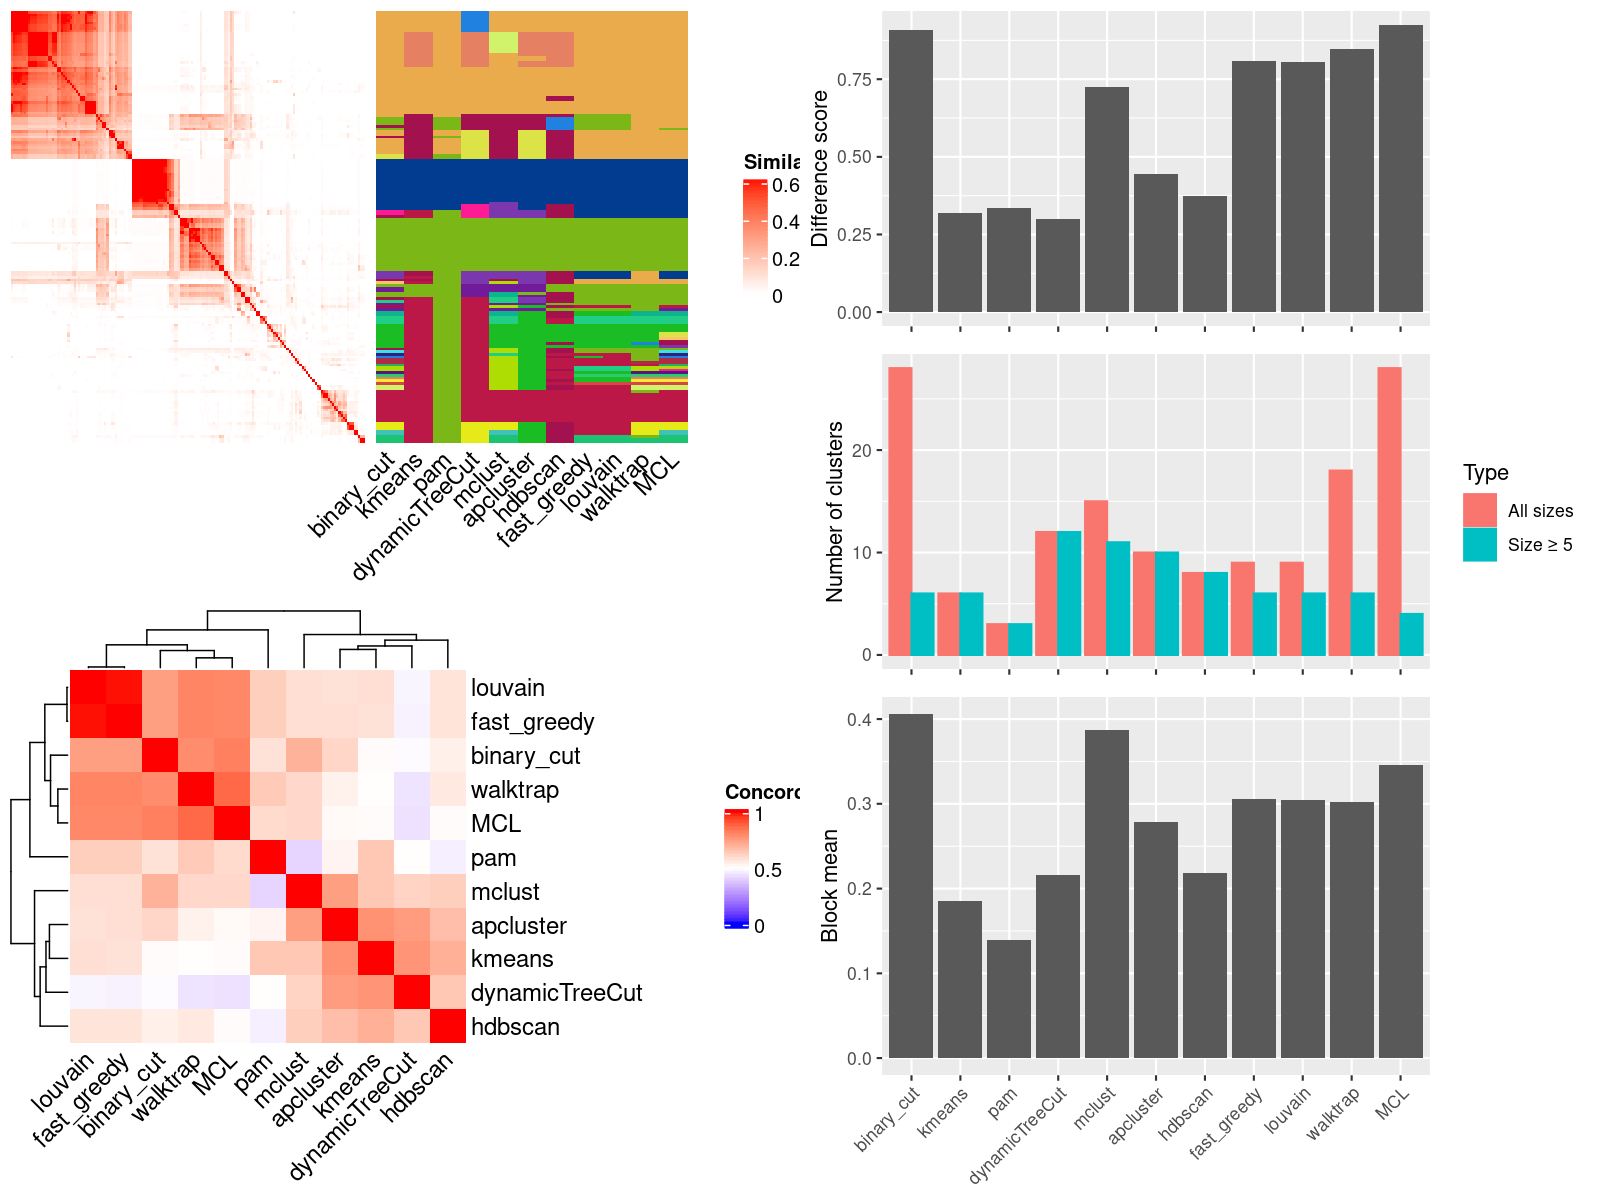 Simila
0.6
0.4
0.2
0
binary_cut
kmeans
pam
dynamicTreeCut
mclust
apcluster
hdbscan
fast_greedy
louvain
walktrap
MCL
louvain
fast_greedy
binary_cut
walktrap
MCL
pam
mclust
apcluster
kmeans
dynamicTreeCut
hdbscan
Concord
1
0.5
0
louvain
fast_greedy
binary_cut
walktrap
MCL
pam
mclust
apcluster
kmeans
dynamicTreeCut
hdbscan
Difference score
0.75
0.50
0.25
0.00
Number of clusters
20
10
0
Type
All sizes
Size ≥ 5
Block mean
0.4
0.3
0.2
0.1
0.0
binary_cut
kmeans
pam
dynamicTreeCut
mclust
apcluster
hdbscan
fast_greedy
louvain
walktrap
MCL